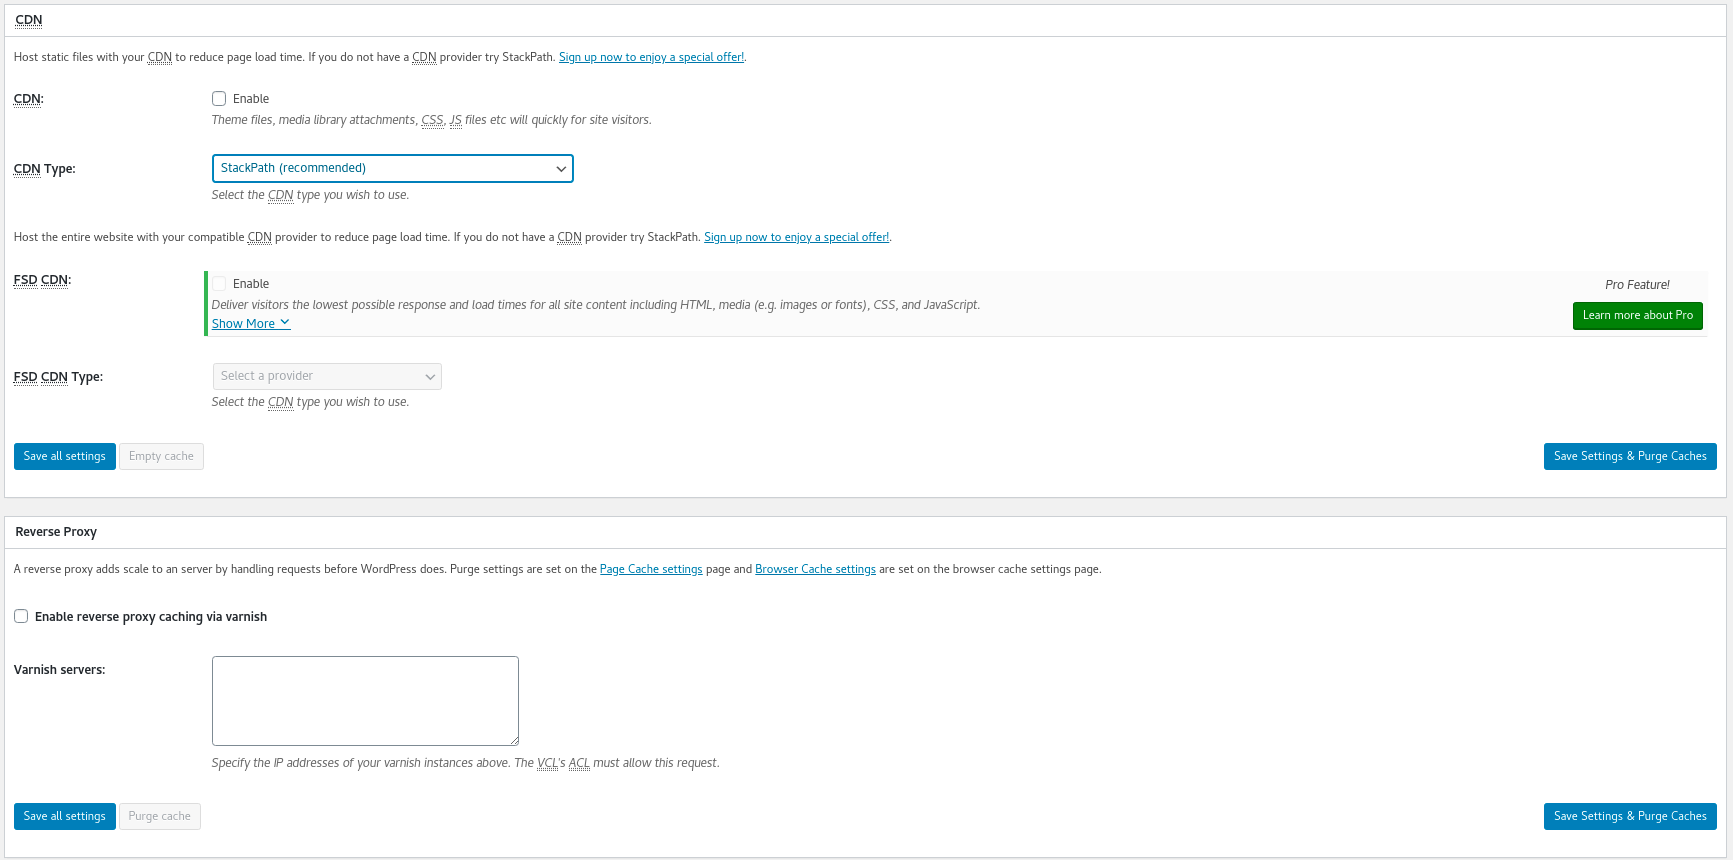 CDN
Host static files with your CDN to reduce page load time. If you do not have a CDN provider try StackPath. Sign up now to enjoy a special offer!.
CDN: Enable
Theme files, media library attachments, CSS, JS files etc will quickly for site visitors.
CDN Type: StackPath (recommended)
Select the CDN type you wish to use.
Host the entire website with your compatible CDN provider to reduce page load time. If you do not have a CDN provider try StackPath. Sign up now to enjoy a special offer!.
FSD CDN: Enable Pro Feature!
Deliver visitors the lowest possible response and load times for all site content including HTML, media (e.g. images or fonts), CSS, and JavaScript.
Show More Learn more about Pro
FSD CDN Type: Select a provider
Select the CDN type you wish to use.
Save all settings Empty cache Save Settings & Purge Caches
Reverse Proxy
A reverse proxy adds scale to an server by handling requests before WordPress does. Purge settings are set on the Page Cache settings page and Browser Cache settings are set on the browser cache settings page.
Enable reverse proxy caching via varnish
Varnish servers:
Specify the IP addresses of your varnish instances above. The VCL's ACL must allow this request.
Save all settings Purge cache Save Settings & Purge Caches